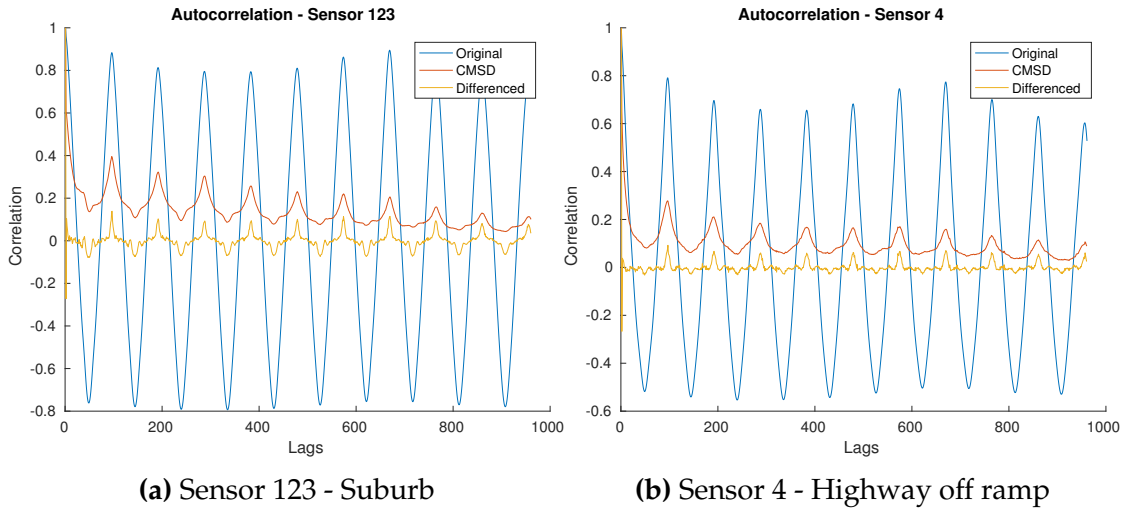 Autocorrelation - Sensor 123
1
0.8
0.6
0.4
0.2
0
-0.2
-0.4
-0.6
-0.8
Correlation
0 200 400 600 800 1000
Lags
Original
CMSD
Differenced
(a) Sensor 123 - Suburb
Autocorrelation - Sensor 4
1
0.8
0.6
0.4
0.2
0
-0.2
-0.4
-0.6
Correlation
0 200 400 600 800 1000
Lags
Original
CMSD
Differenced
(b) Sensor 4 - Highway off ramp